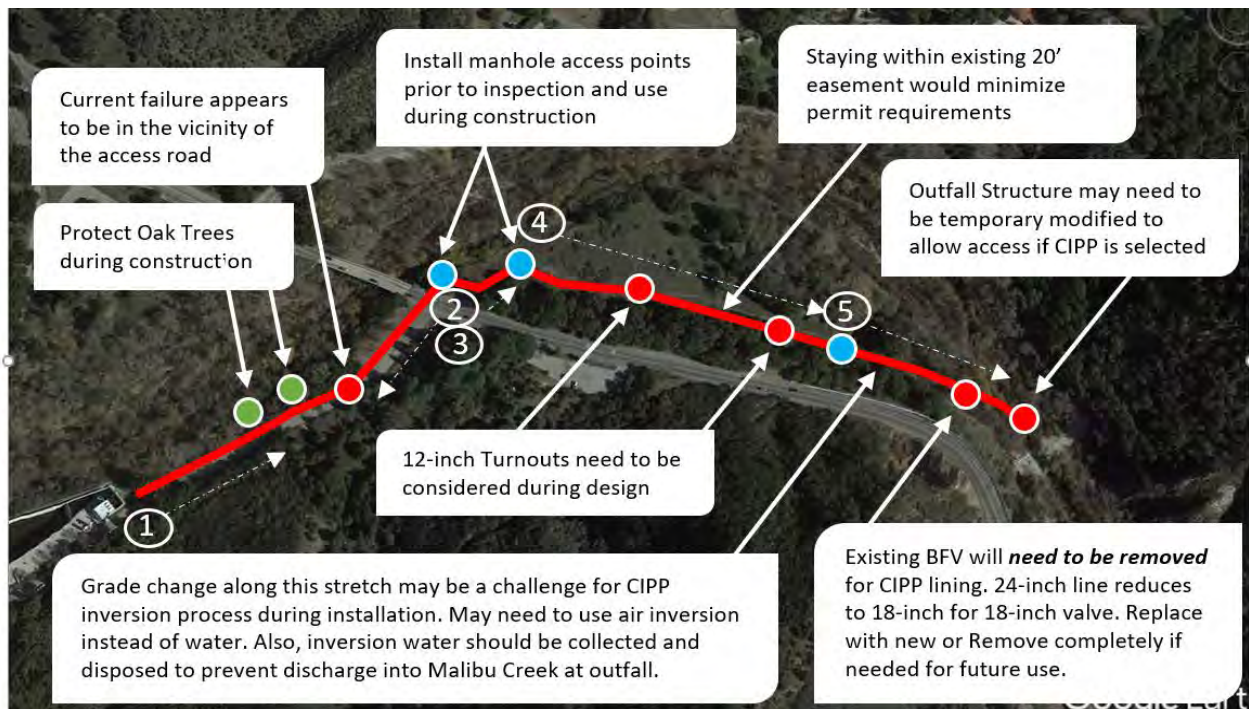 Current failure appears
to be in the vicinity of
the access road
Install manhole access points
prior to inspection and use
during construction
Staying within existing 20’
easement would minimize
permit requirements
Outfall Structure may need to
be temporary modified to
allow access if CIPP is selected
Protect Oak Trees
during construction
4
2
3
5
1
12-inch Turnouts need to be
considered during design
Grade change along this stretch may be a challenge for CIPP
inversion process during installation. May need to use air inversion
instead of water. Also, inversion water should be collected and
disposed to prevent discharge into Malibu Creek at outfall.
Existing BFV will need to be removed
for CIPP lining. 24-inch line reduces
to 18-inch for 18-inch valve. Replace
with new or Remove completely if
needed for future use.